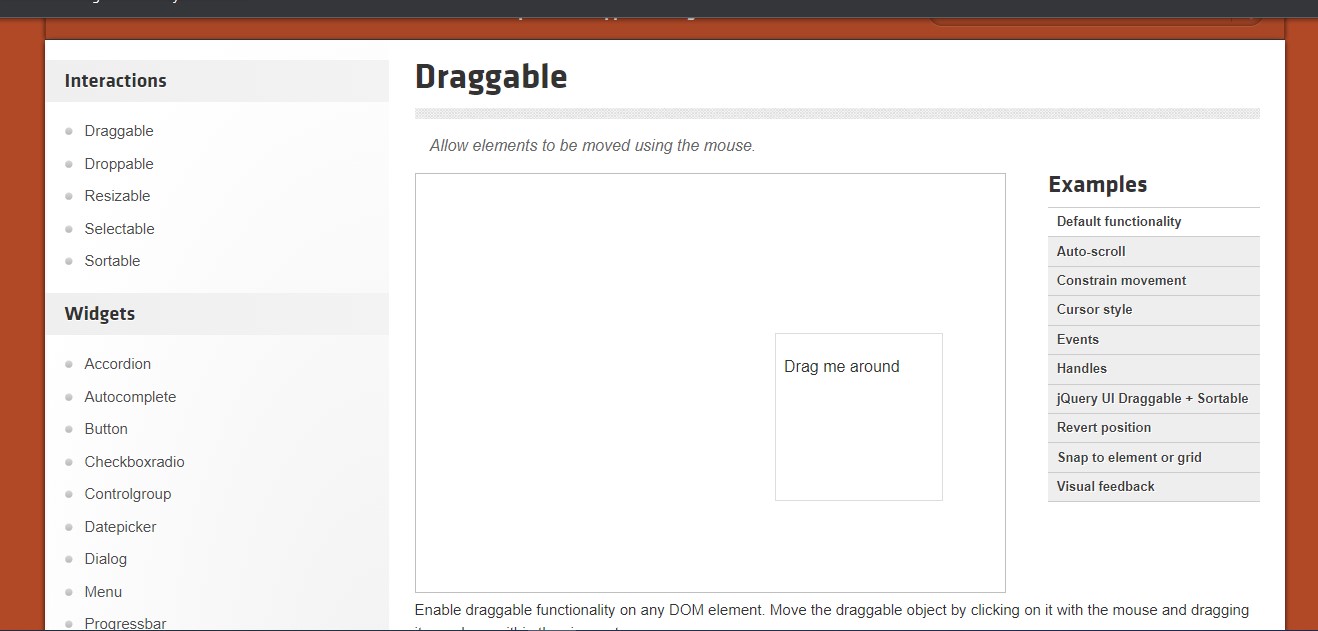 Interactions
Draggable
Droppable
Resizable
Selectable
Sortable
Widgets
Accordion
Autocomplete
Button
Checkboxradio
Controlgroup
Datepicker
Dialog
Menu
Progressbar
Draggable
Allow elements to be moved using the mouse.
Drag me around
Enable draggable functionality on any DOM element. Move the draggable object by clicking on it with the mouse and dragging
Examples
Default functionality
Auto-scroll
Constrain movement
Cursor style
Events
Handles
jQuery UI Draggable + Sortable
Revert position
Snap to element or grid
Visual feedback